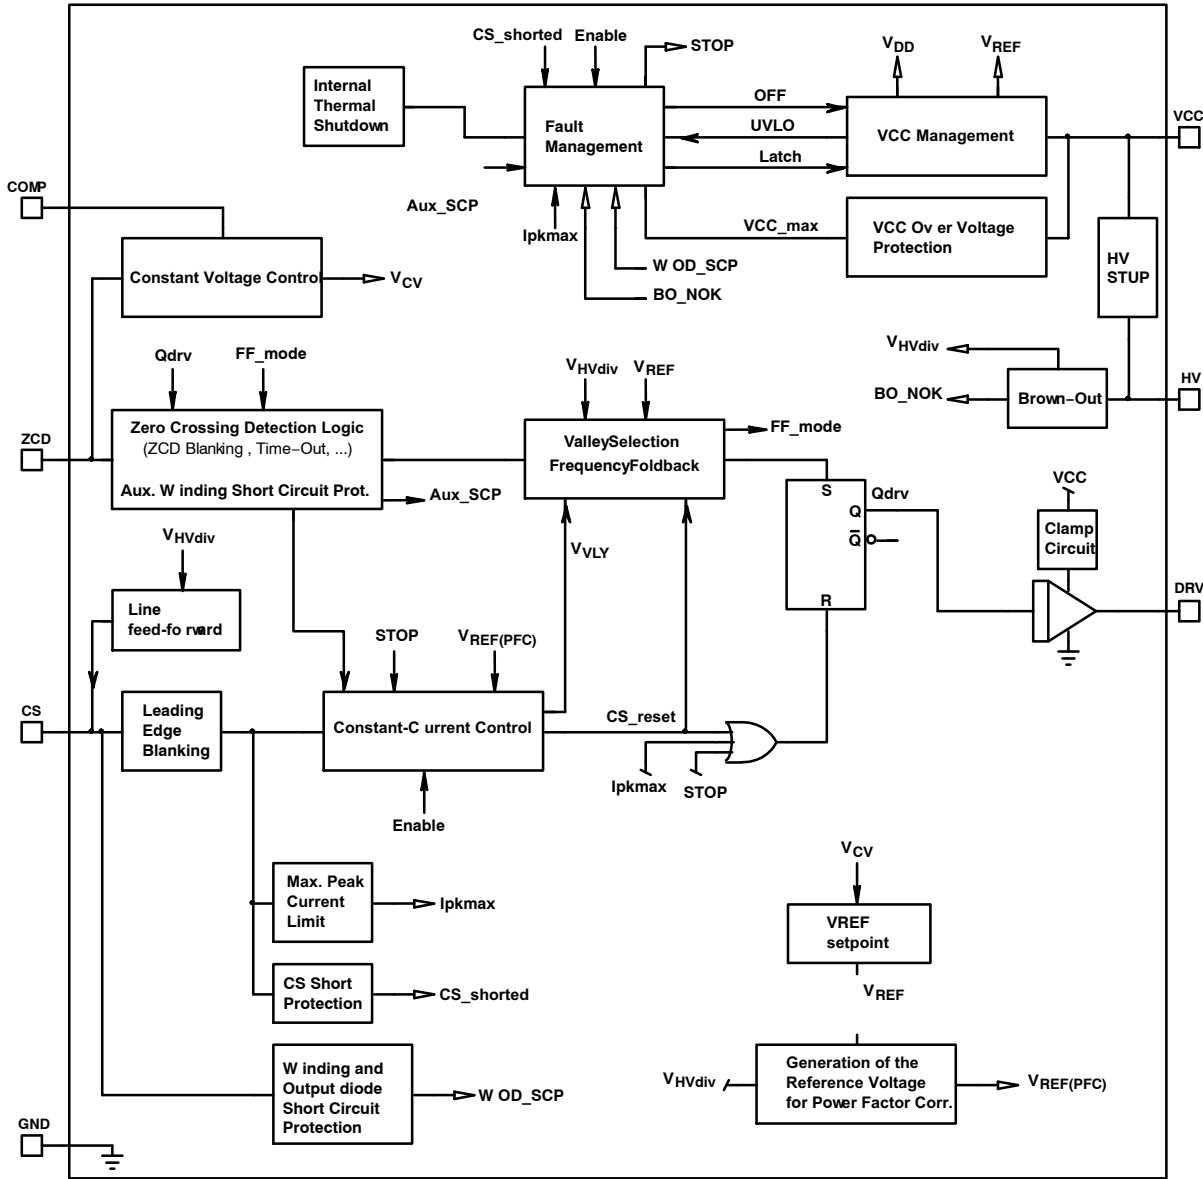 CS_shorted
Enable
STOP
VDD
VREF
Internal
Thermal
Shutdown
Fault
Management
OFF
UVLO
Latch
VCC Management
VCC
COMP
Aux_SCP
Ipkmax
VCC_max
VCC Ov er Voltage
Protection
W OD_SCP
BO_NOK
HV
STUP
Constant Voltage Control
VCV
Qdrv
FF_mode
VHVdiv
VREF
VHVdiv
BO_NOK
Brown−Out
HV
ZCD
Zero Crossing Detection Logic
(ZCD Blanking , Time−Out, ...)
Aux. W inding Short Circuit Prot.
Aux_SCP
ValleySelection
FrequencyFoldback
FF_mode
S
Q
Q
R
Qdrv
VCC
Clamp
Circuit
DRV
VHVdiv
VVLY
Line
feed-fo rward
STOP
VREF(PFC)
CS
Leading
Edge
Blanking
Constant-C urrent Control
CS_reset
Ipkmax
STOP
Enable
VCV
Max. Peak
Current
Limit
Ipkmax
VREF
setpoint
VREF
CS Short
Protection
CS_shorted
W inding and
Output diode
Short Circuit
Protection
W OD_SCP
VHVdiv
Generation of the
Reference Voltage
for Power Factor Corr.
VREF(PFC)
GND